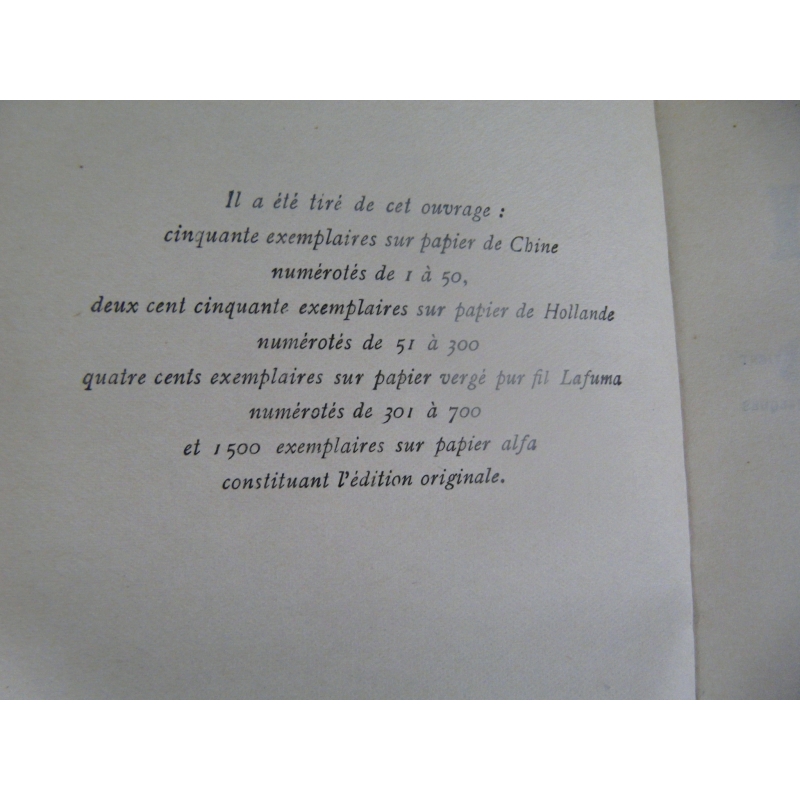 Il a été tiré de cet ouvrage :
cinquante exemplaires sur papier de Chine
numérotés de 1 à 50,
deux cent cinquante exemplaires sur papier de Hollande
numérotés de 51 à 300
quatre cents exemplaires sur papier vergé pur fil Lafuma
numérotés de 301 à 700
et 1500 exemplaires sur papier alfa
constituant l'édition originale.